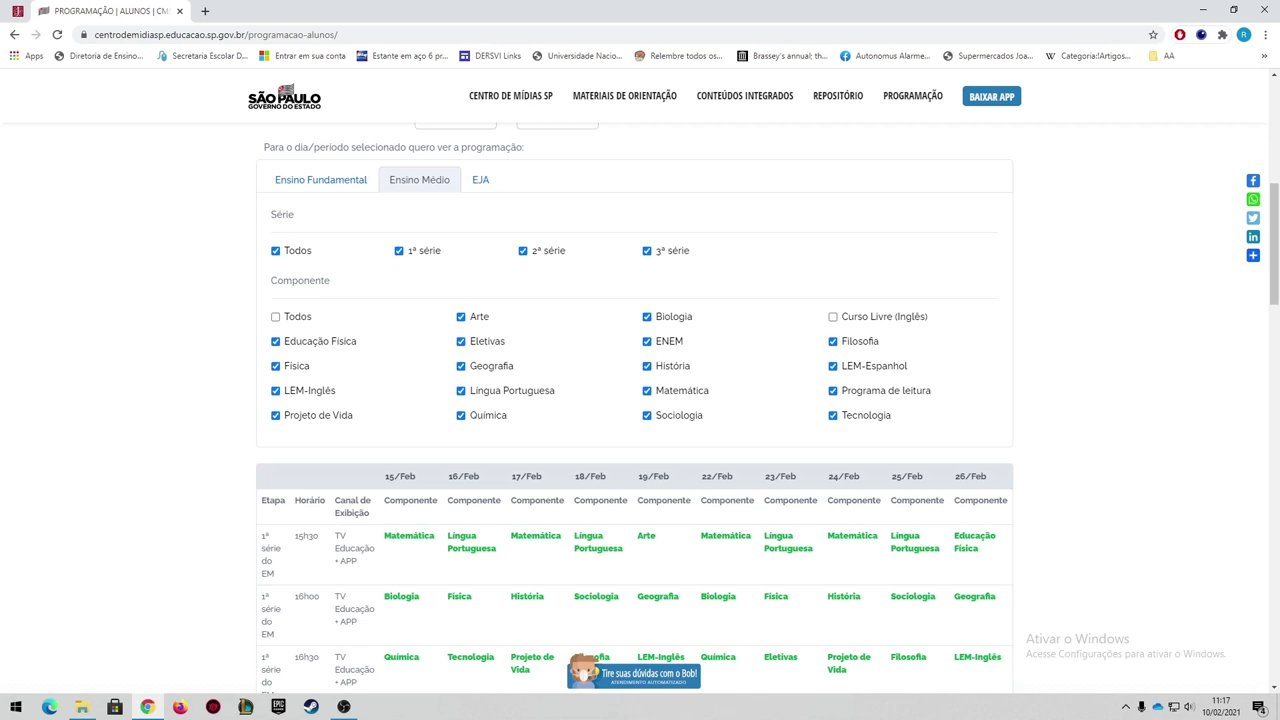 PROGRAMAÇÃO | ALUNOS | CMS
centrodemidiasp.educacao.sp.gov.br/programacao-alunos/
R
Apps Diretoria de Ensino... Secretaria Escolar D... Entrar em sua conta Estante em aço 6 pr... DERSVI Links Universidade Nacio... Relembre todos os... Brassey's annual; th... Autonomus Alarme... Supermercados Joa... Categoria:!Artigos... AA
SÃO PAULO
GOVERNO DO ESTADO
CENTRO DE MÍDIAS SP MATERIAIS DE ORIENTAÇÃO CONTEÚDOS INTEGRADOS REPOSITÓRIO PROGRAMAÇÃO BAIXAR APP
Para o dia/período selecionado quero ver a programação:
Ensino Fundamental Ensino Médio EJA
Série
Todos 1ª série 2ª série 3ª série
Componente
Todos Arte Biologia Curso Livre (Inglês)
Educação Física Eletivas ENEM Filosofia
Física Geografia História LEM-Espanhol
LEM-Inglês Língua Portuguesa Matemática Programa de leitura
Projeto de Vida Química Sociologia Tecnologia
15/Feb 16/Feb 17/Feb 18/Feb 19/Feb 22/Feb 23/Feb 24/Feb 25/Feb 26/Feb
Etapa Horário Canal de Componente Componente Componente Componente Componente Componente Componente Componente Componente Componente
Exibição
1ª 15h30 TV Matemática Língua Matemática Língua Arte Matemática Língua Matemática Língua Educação
série Educação Portuguesa Portuguesa Portuguesa Portuguesa Física
do + APP
EM
1ª 16h00 TV Biologia Física História Sociologia Geografia Biologia Física História Sociologia Geografia
série Educação
do + APP
EM
1ª 16h30 TV Química Tecnologia Projeto de LEM-Inglês Química Eletivas Projeto de Filosofia LEM-Inglês
série Educação Vida Vida
do + APP
Tire suas dúvidas com o Bob!
ATENDIMENTO AUTOMATIZADO
Ativar o Windows
Acesse Configurações para ativar o Windows.
11:17
10/02/2021
4